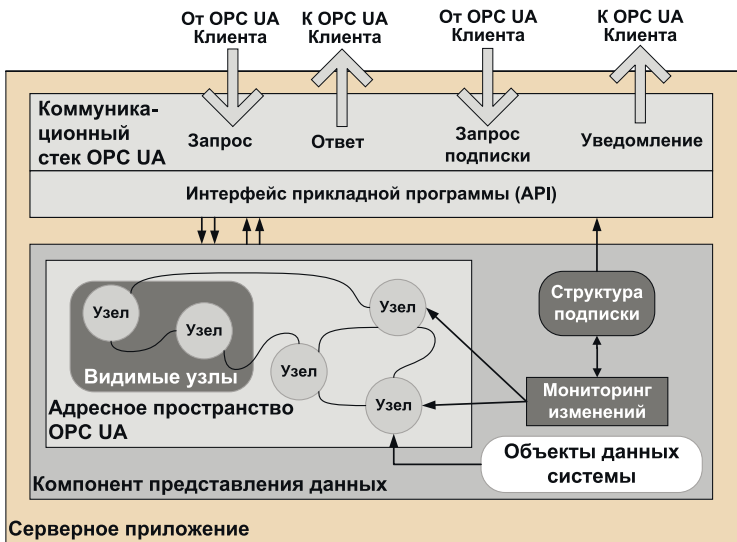 От OPC UA
Клиента
К OPC UA
Клиента
От OPC UA
Клиента
К OPC UA
Клиента
Коммуника-
ционный
стек OPC UA
Запрос
Ответ
Запрос
подписки
Уведомление
Интерфейс прикладной программы (API)
Узел
Узел
Видимые узлы
Узел
Узел
Узел
Адресное пространство
OPC UA
Структура
подписки
Мониторинг
изменений
Объекты данных
системы
Компонент представления данных
Серверное приложение